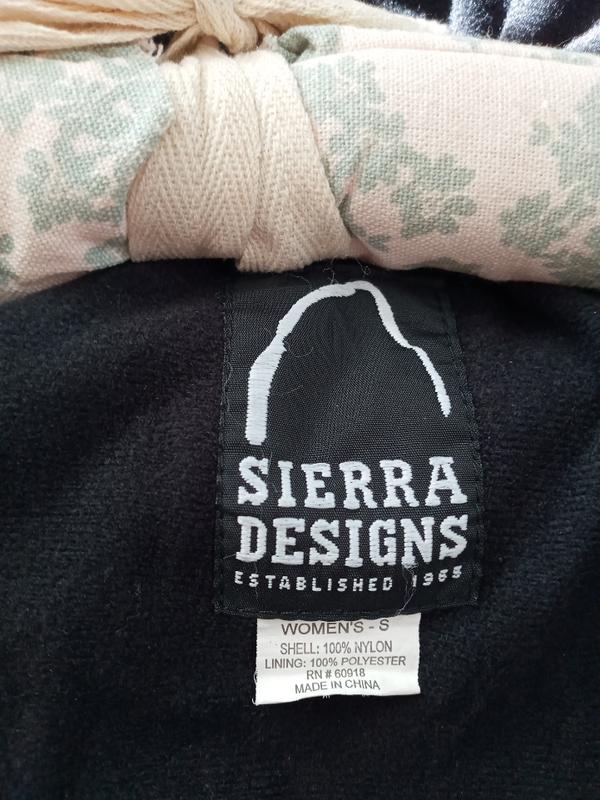 SIERRA
DESIGNS
ESTABLISHED 1965
WOMEN'S - S
SHELL: 100% NYLON
LINING: 100% POLYESTER
RN # 60918
MADE IN CHINA